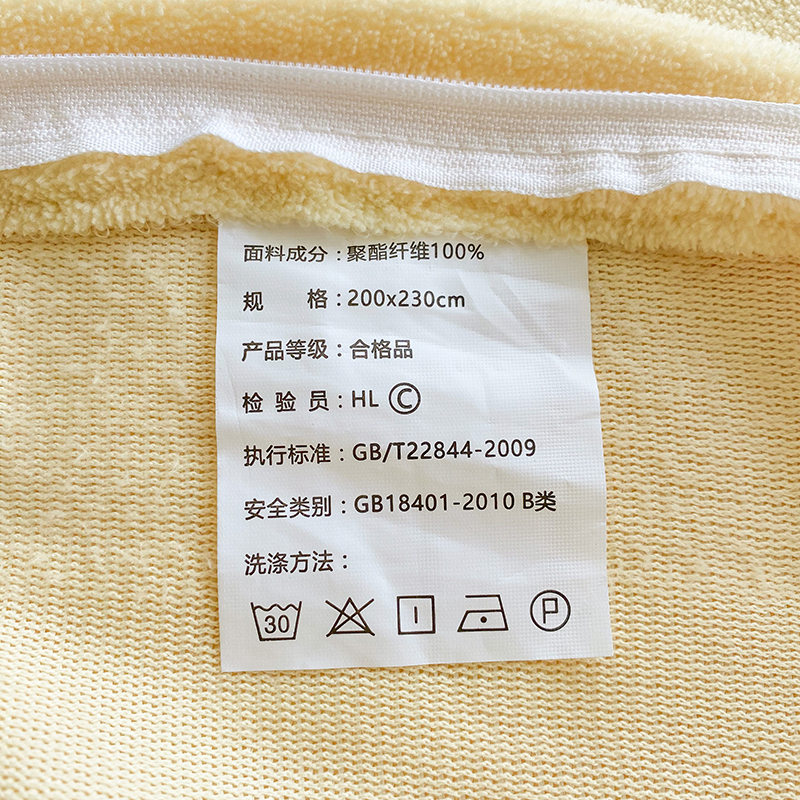 面料成分：聚酯纤维100%
规 格：200x230cm
产品等级：合格品
检 验 员：HL Ⓒ
执行标准：GB/T22844-2009
安全类别：GB18401-2010 B类
洗涤方法：
30 P